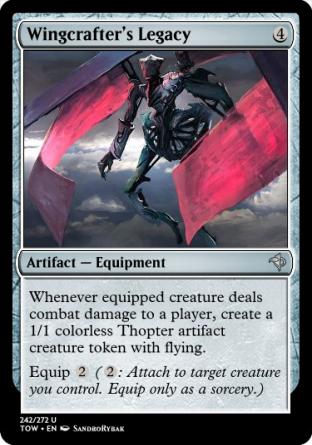 Wingcrafter's Legacy 4
Artifact — Equipment
Whenever equipped creature deals
combat damage to a player, create a
1/1 colorless Thopter artifact
creature token with flying.
Equip 2 ( 2 : Attach to target creature
you control. Equip only as a sorcery.)
242/272 U
TOW • EN SandroRybak